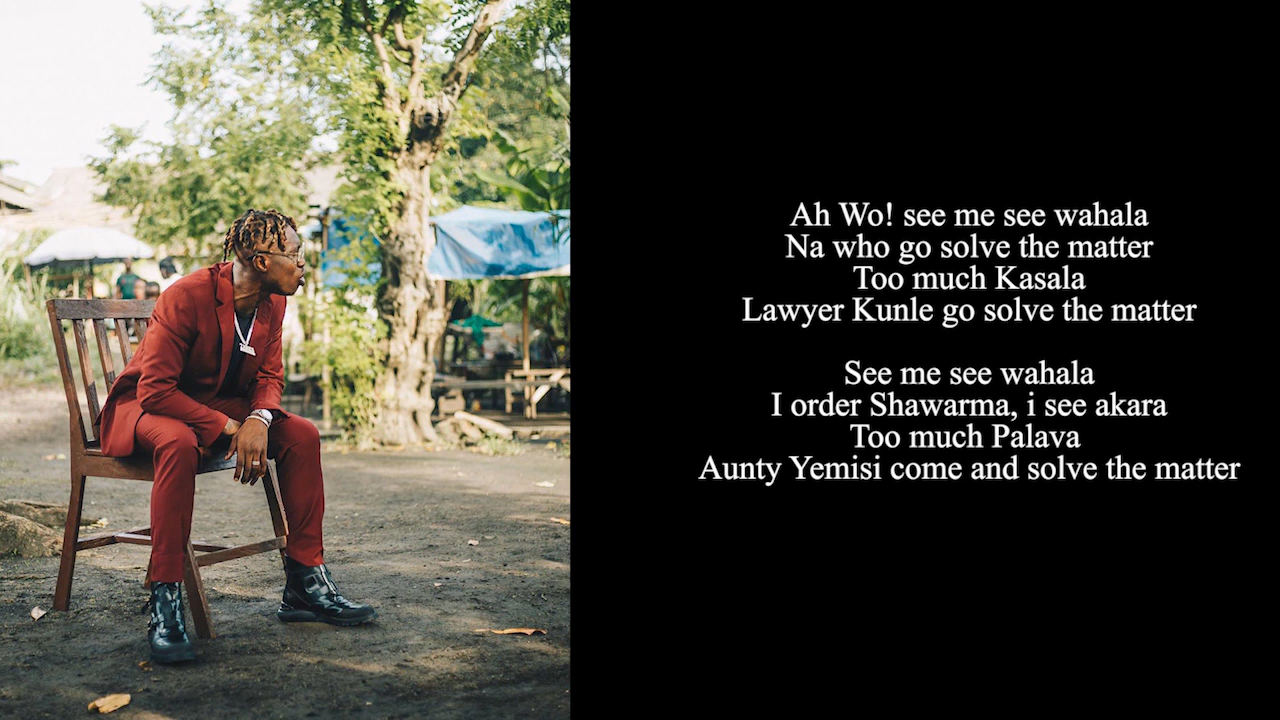 Ah Wo! see me see wahala
Na who go solve the matter
Too much Kasala
Lawyer Kunle go solve the matter
See me see wahala
I order Shawarma, i see akara
Too much Palava
Aunty Yemisi come and solve the matter